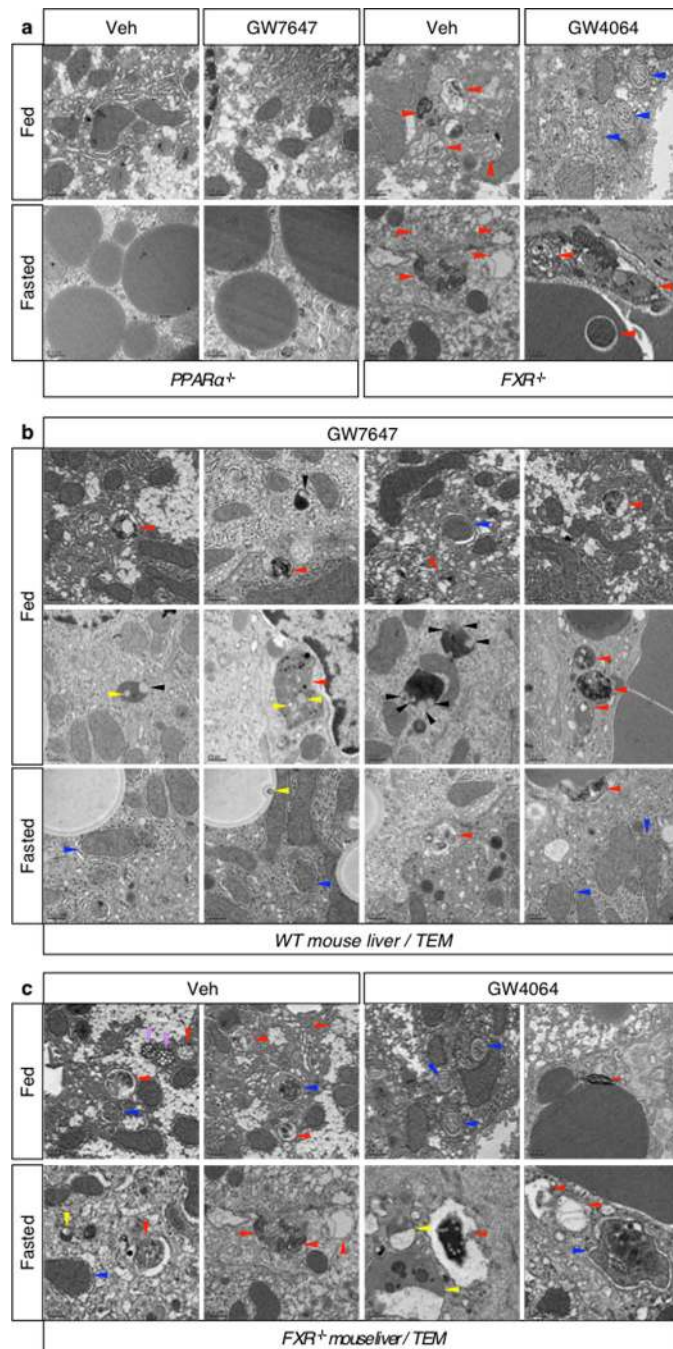 a
Veh GW7647 Veh GW4064
Fed
Fasted
PPARα⁻/⁻ FXR⁻/⁻
b
GW7647
Fed
Fasted
WT mouse liver / TEM
c
Veh GW4064
Fed
Fasted
FXR⁻/⁻ mouse liver / TEM